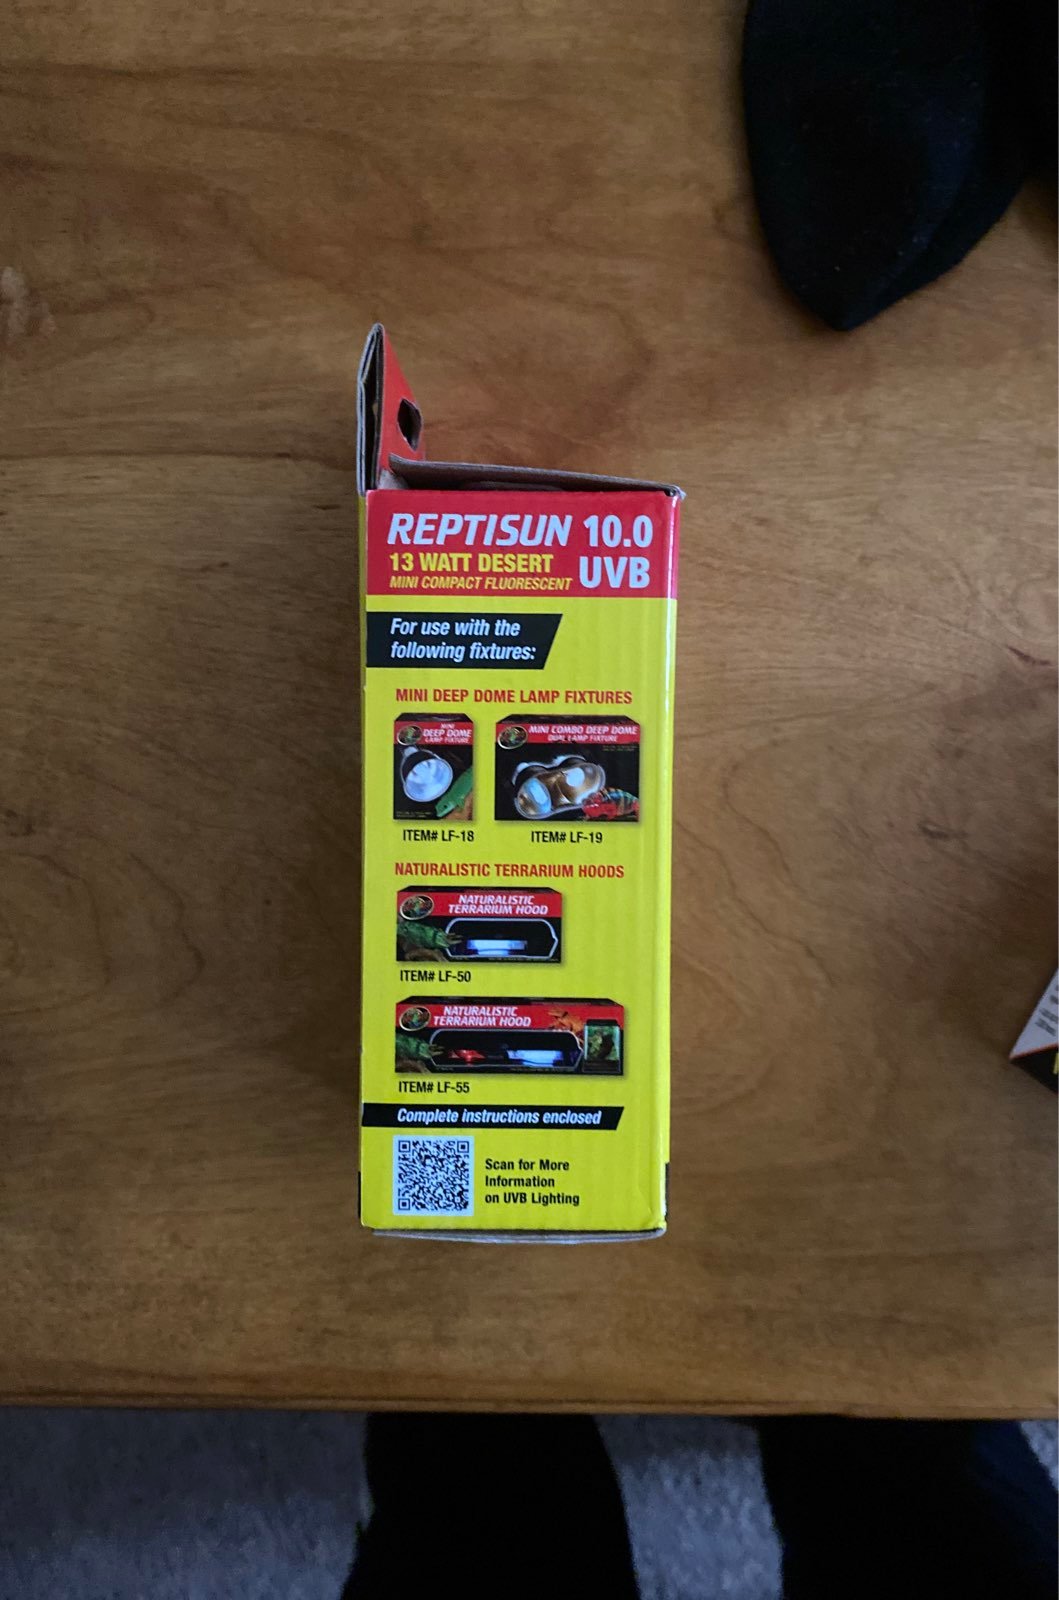 REPTISUN 10.0
13 WATT DESERT UVB
MINI COMPACT FLUORESCENT
For use with the
following fixtures:
MINI DEEP DOME LAMP FIXTURES
MINI
DEEP DOME
LAMP FIXTURE
MINI COMBO DEEP DOME
DUAL LAMP FIXTURE
ITEM# LF-18
ITEM# LF-19
NATURALISTIC TERRARIUM HOODS
NATURALISTIC
TERRARIUM HOOD
ITEM# LF-50
NATURALISTIC
TERRARIUM HOOD
ITEM# LF-55
Complete instructions enclosed
Scan for More
Information
on UVB Lighting